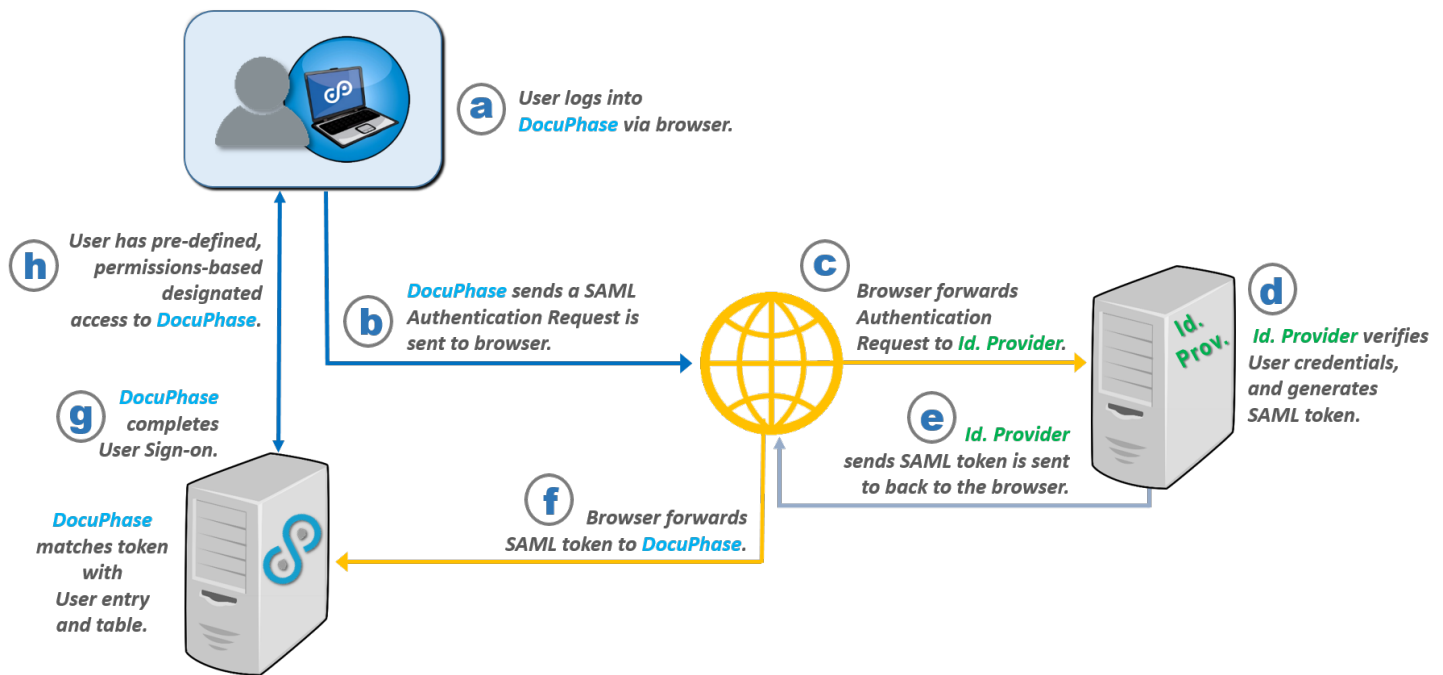 a
User logs into
DocuPhase via browser.
h
User has pre-defined,
permissions-based
designated
access to DocuPhase.
b
DocuPhase sends a SAML
Authentication Request is
sent to browser.
c
Browser forwards
Authentication
Request to Id. Provider.
Id.
Prov.
d
Id. Provider verifies
User credentials,
and generates
SAML token.
e
Id. Provider
sends SAML token is sent
to back to the browser.
f
Browser forwards
SAML token to DocuPhase.
g
DocuPhase
completes
User Sign-on.
DocuPhase
matches token
with
User entry
and table.